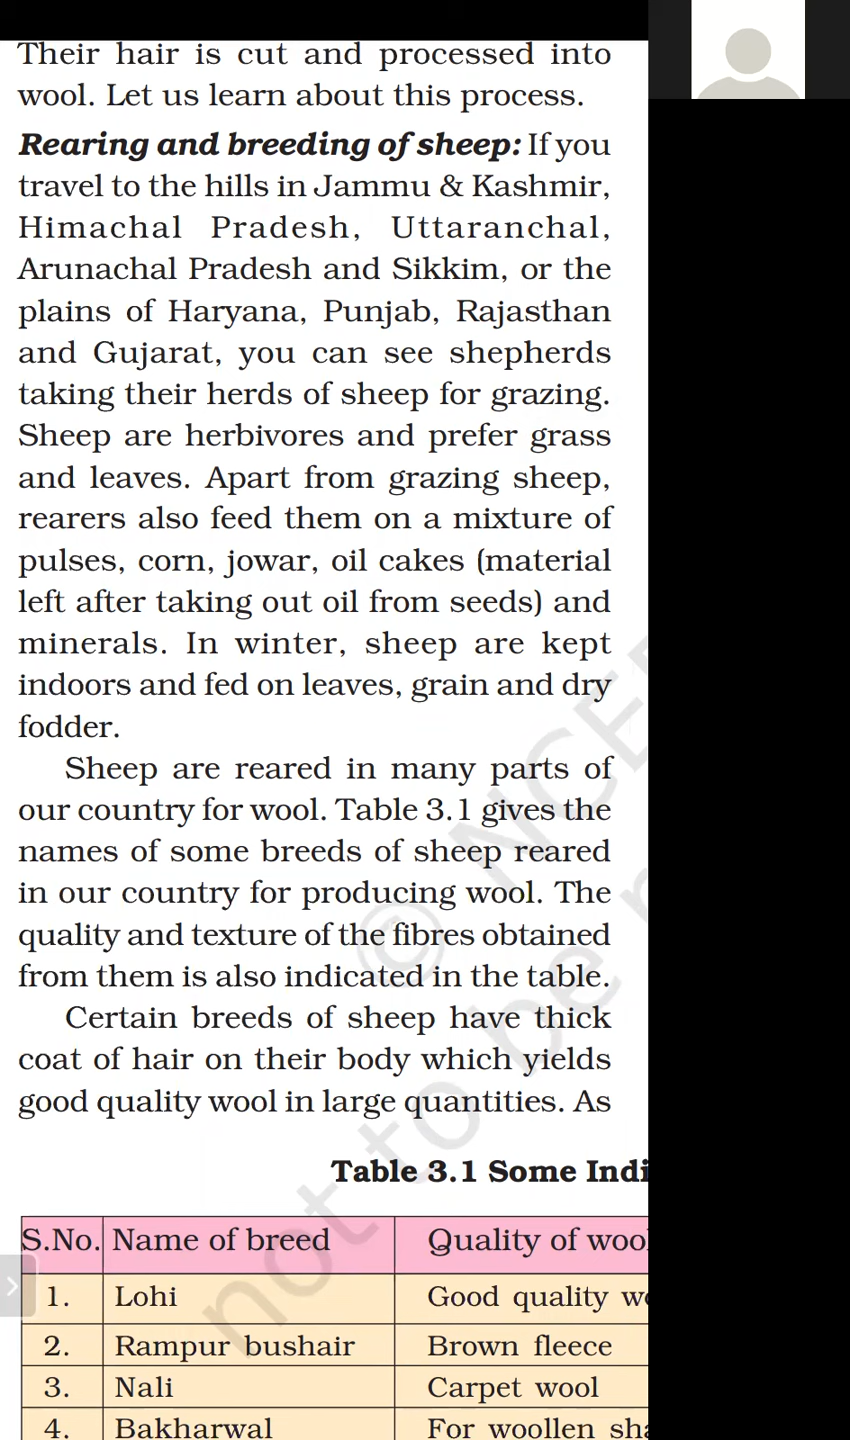 Their hair is cut and processed into
wool. Let us learn about this process.
Rearing and breeding of sheep: If you
travel to the hills in Jammu & Kashmir,
Himachal Pradesh, Uttaranchal,
Arunachal Pradesh and Sikkim, or the
plains of Haryana, Punjab, Rajasthan
and Gujarat, you can see shepherds
taking their herds of sheep for grazing.
Sheep are herbivores and prefer grass
and leaves. Apart from grazing sheep,
rearers also feed them on a mixture of
pulses, corn, jowar, oil cakes (material
left after taking out oil from seeds) and
minerals. In winter, sheep are kept
indoors and fed on leaves, grain and dry
fodder.
Sheep are reared in many parts of
our country for wool. Table 3.1 gives the
names of some breeds of sheep reared
in our country for producing wool. The
quality and texture of the fibres obtained
from them is also indicated in the table.
Certain breeds of sheep have thick
coat of hair on their body which yields
good quality wool in large quantities. As
Table 3.1 Some
S.No. Name of breed Quality of
1. Lohi Good quality
2. Rampur bushair Brown fleece
3. Nali Carpet wool
4. Bakharwal For woollen
©
not to be